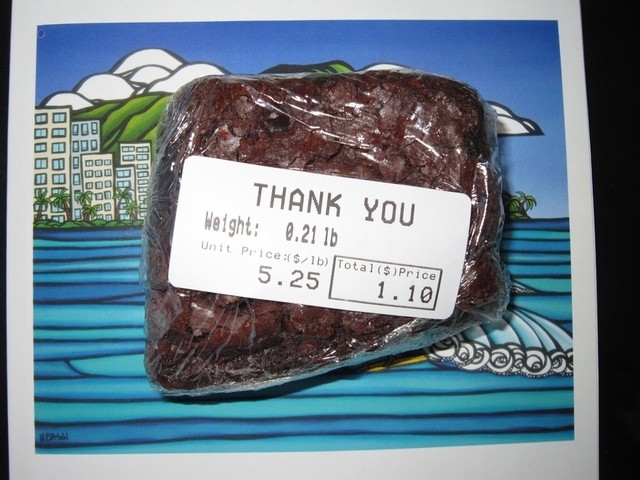 THANK YOU
Weight: 0.21 lb
Unit Price:($/lb) Total($)Price
5.25 1.10